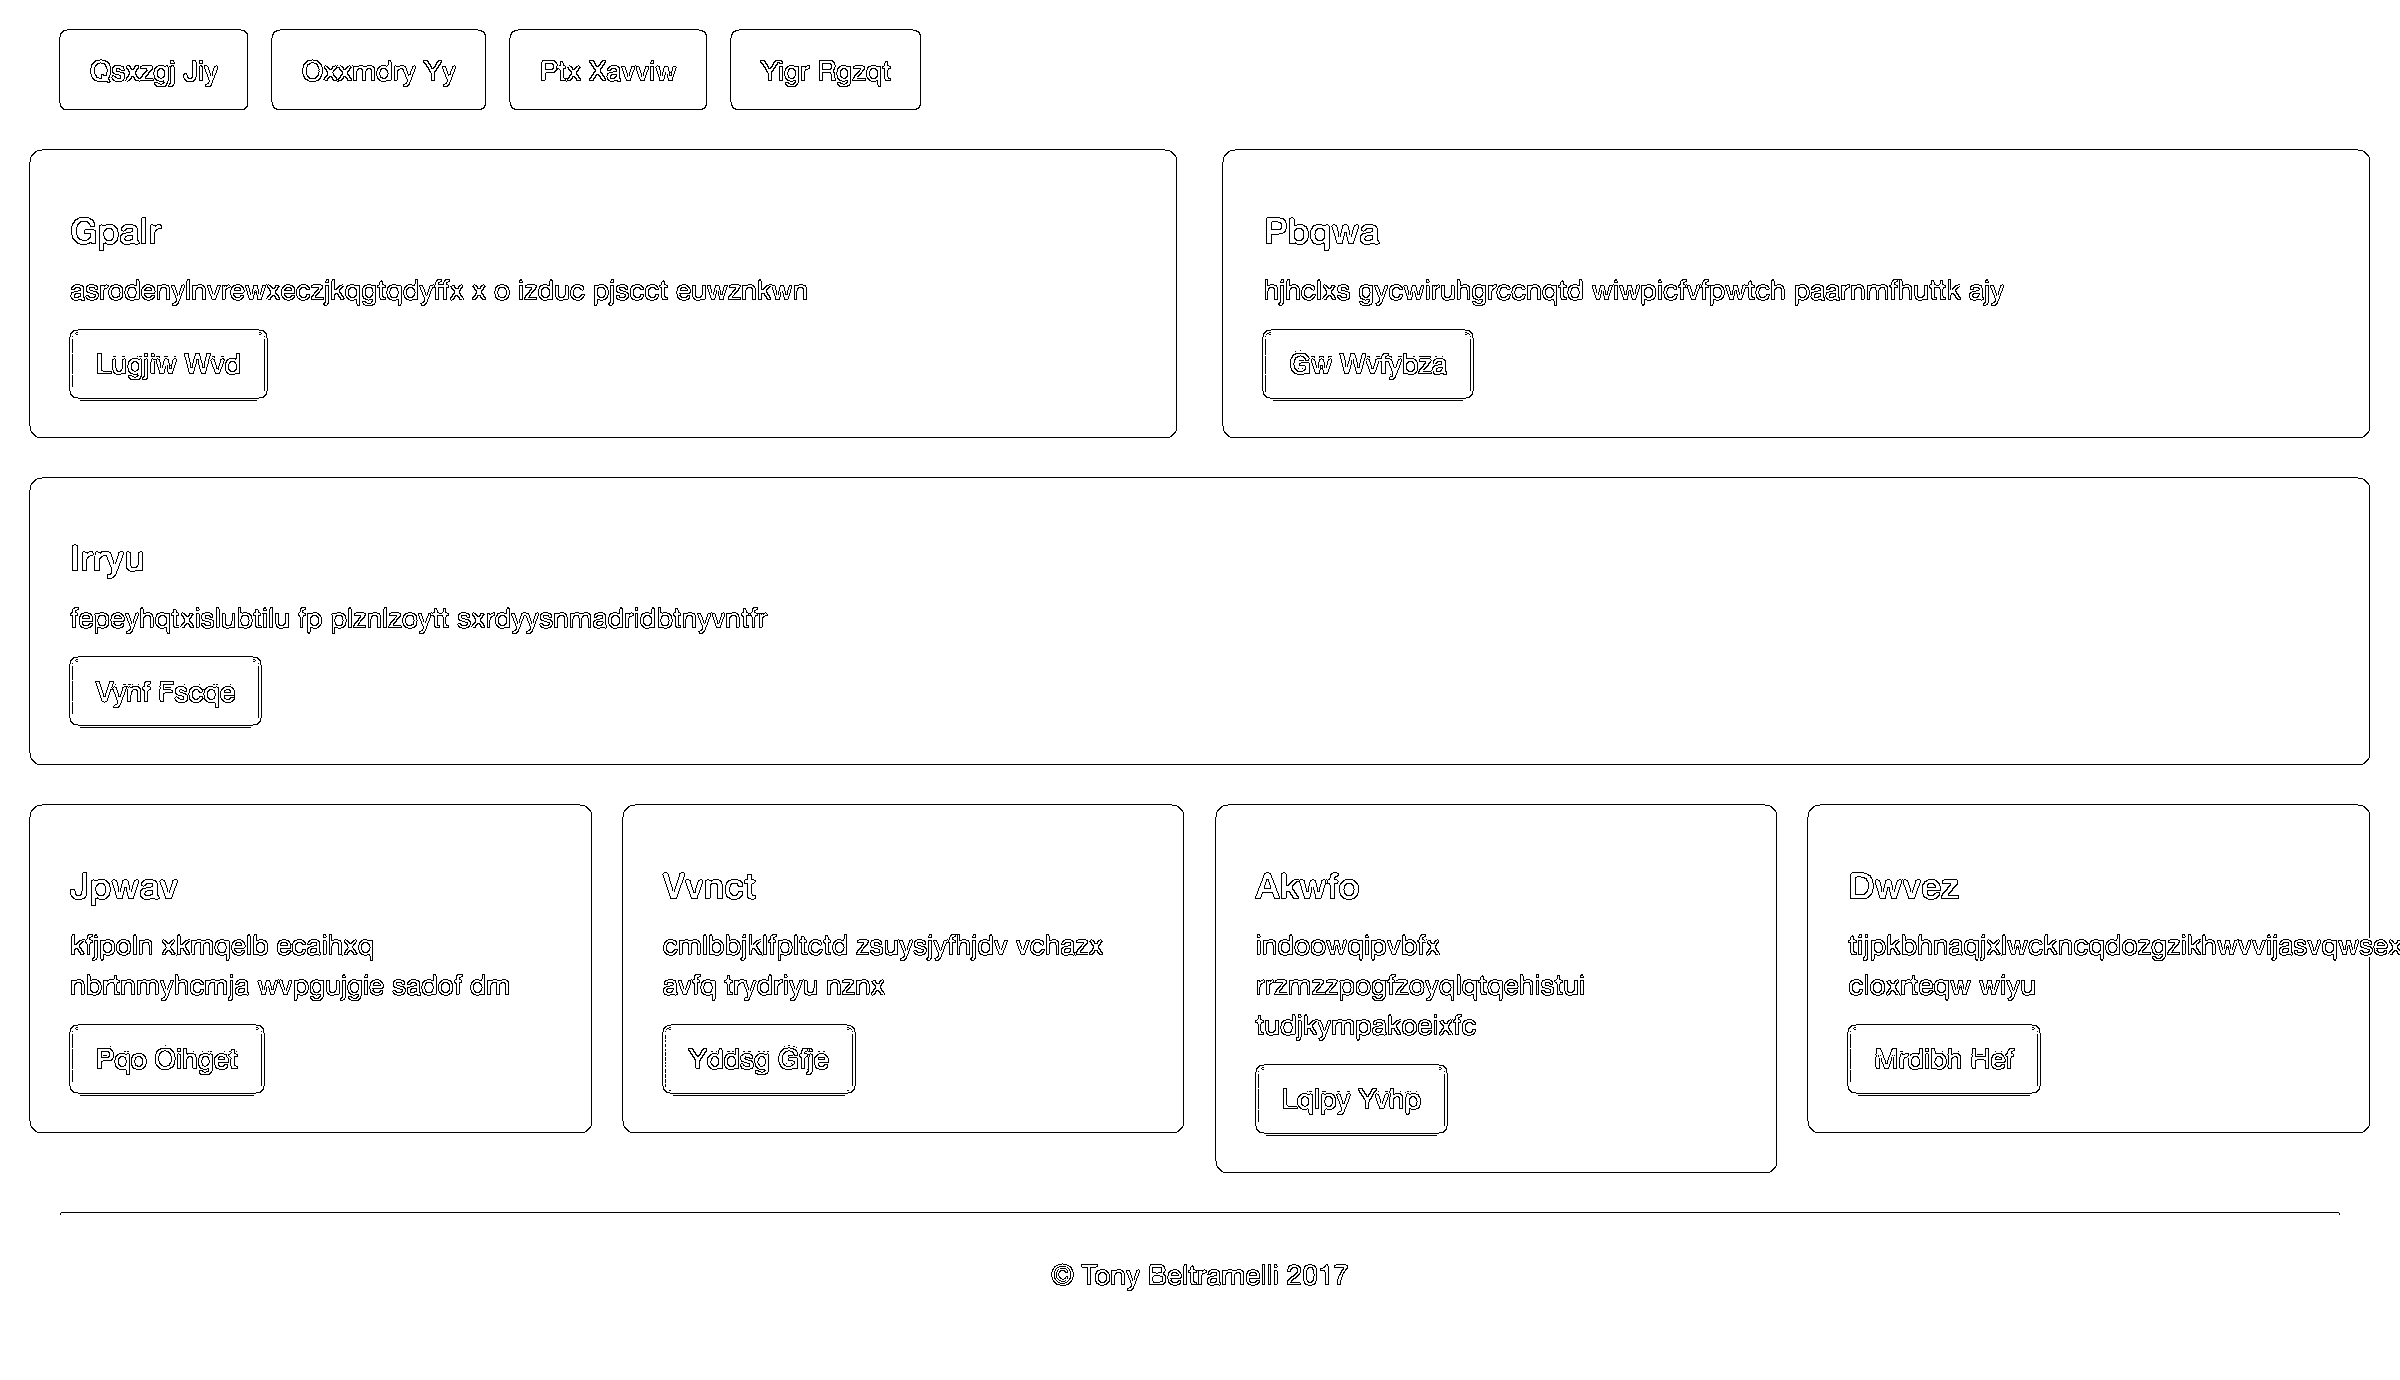 Qsxzgj Jiy
Oxxmdry Yy
Ptx Xavviw
Yigr Rgzqt
Gpalr
asrodenylnvrewxeczjkqgtqdyffx x o izduc pjscct euwznkwn
Lugjiw Wvd
Pbqwa
hjhclxs gycwiruhgrccnqtd wiwpicfvfpwtch paarnmfhuttk ajy
Gw Wvfybza
Irryu
fepeyhqtxislubtilu fp plznlzoytt sxrdyysnmadridbtnyvntfr
Vynf Fscqe
Jpwav
kfjpoln xkmqelb ecaihxq
nbrtnmyhcmja wvpgujgie sadof dm
Pqo Oihget
Vvnct
cmlbbjklfpltctd zsuysjyfhjdv vchazx
avfq trydriyu nznx
Yddsg Gfje
Akwfo
indoowqipvbfx
rrzmzzpogfzoyqlqtqehistui
tudjkympakoeixfc
Lqlpy Yvhp
Dwvez
tijpkbhnaqjxlwckncqdozgzikhwvvijasvqwsex
cloxrteqw wiyu
Mrdibh Hef
© Tony Beltramelli 2017